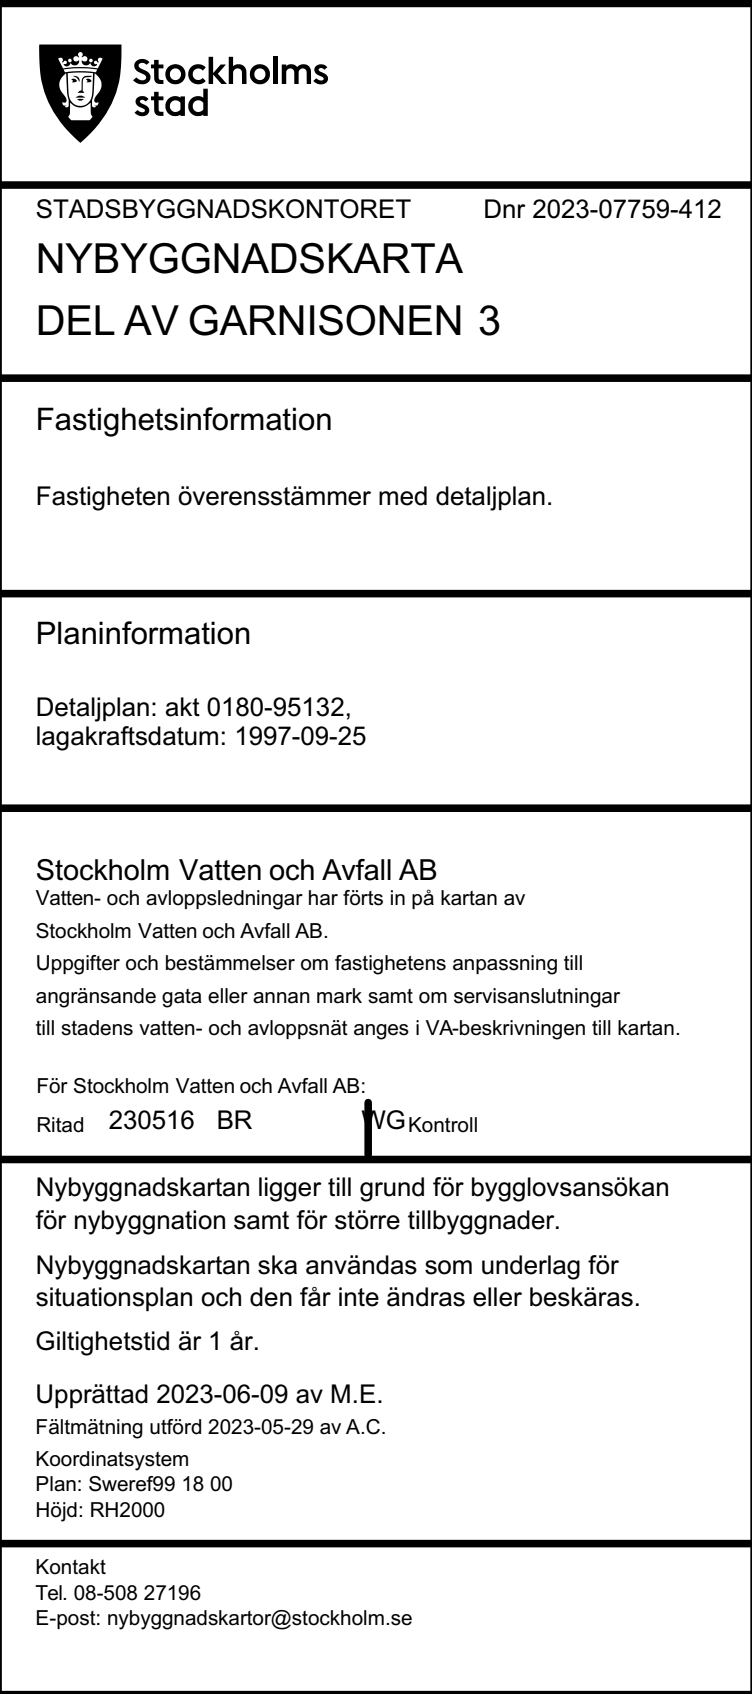 Stockholms
stad
STADSBYGGNADSKONTORET Dnr 2023-07759-412
NYBYGGNADSKARTA
DEL AV GARNISONEN 3
Fastighetsinformation
Fastigheten överensstämmer med detaljplan.
Planinformation
Detaljplan: akt 0180-95132,
lagakraftsdatum: 1997-09-25
Stockholm Vatten och Avfall AB
Vatten- och avloppsledningar har förts in på kartan av
Stockholm Vatten och Avfall AB.
Uppgifter och bestämmelser om fastighetens anpassning till
angränsande gata eller annan mark samt om servisanslutningar
till stadens vatten- och avloppsnät anges i VA-beskrivningen till kartan.
För Stockholm Vatten och Avfall AB:
Ritad 230516 BR WG Kontroll
Nybyggnadskartan ligger till grund för bygglovsansökan
för nybyggnation samt för större tillbyggnader.
Nybyggnadskartan ska användas som underlag för
situationsplan och den får inte ändras eller beskäras.
Giltighetstid är 1 år.
Upprättad 2023-06-09 av M.E.
Fältmätning utförd 2023-05-29 av A.C.
Koordinatsystem
Plan: Sweref99 18 00
Höjd: RH2000
Kontakt
Tel. 08-508 27196
E-post: nybyggnadskartor@stockholm.se